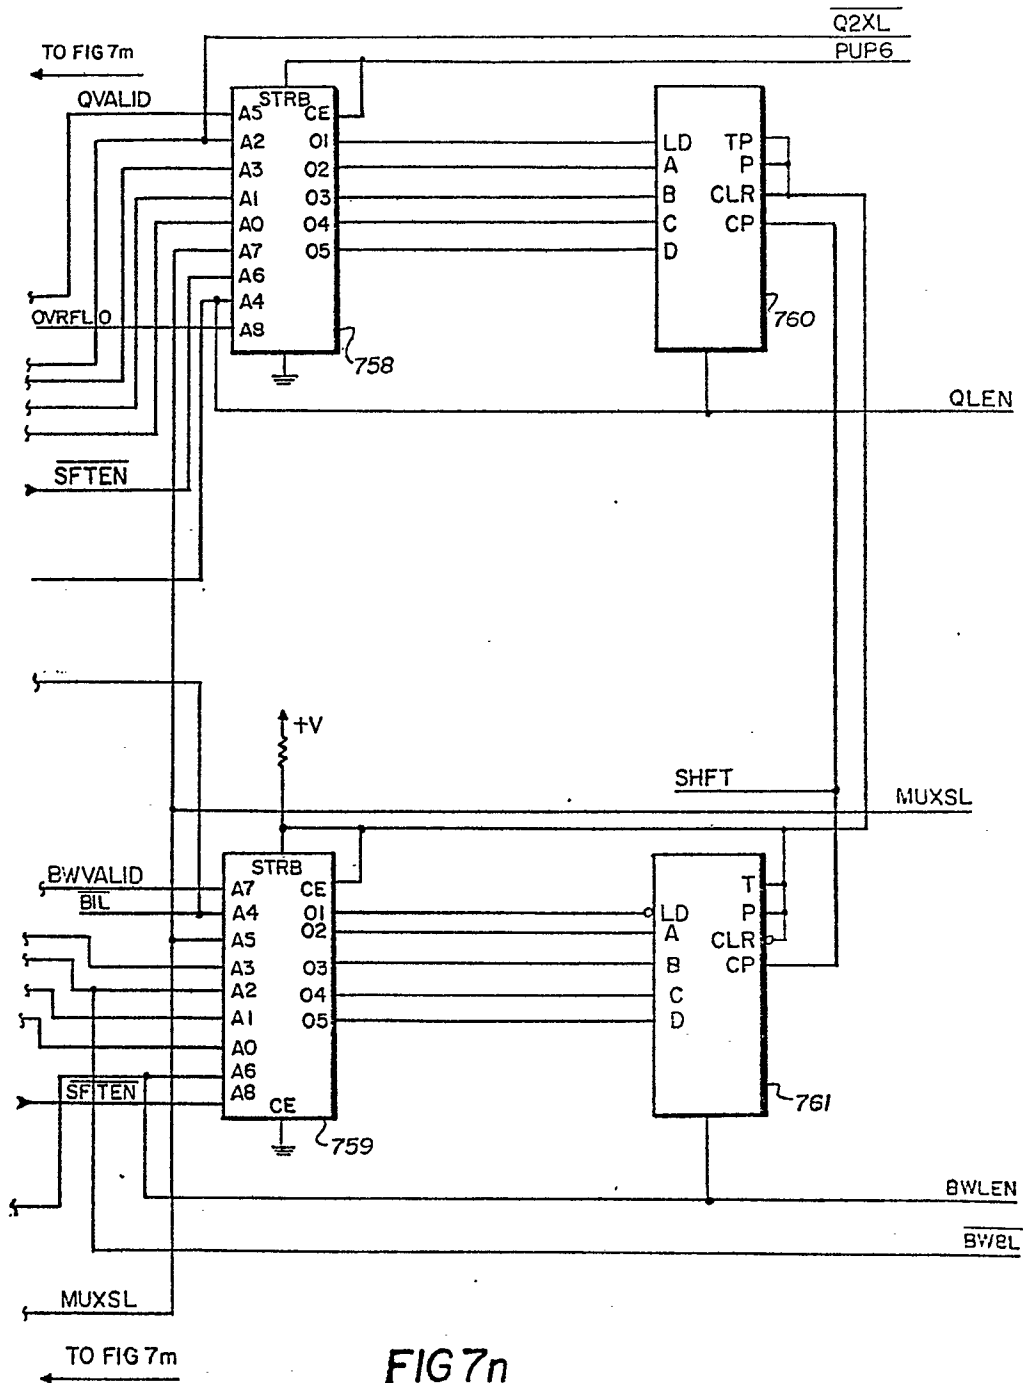 Q2XL
TO FIG 7m
PUP6
QVALID
STRB
A5 CE
A2 O1 LD TP
A3 O2 A P
A1 O3 B CLR
A0 O4 C CP
A7 O5 D
A6
A4
OVRFLO A8
760
758
QLEN
SFTEN
+V
SHFT
MUXSL
STRB
BWVALID A7 CE T
BIL A4 O1 LD P
A5 O2 A CLR
A3 O3 B CP
A2 O4 C
A1 O5 D
A0
A6
SFTEN A8
CE
761
759
BWLEN
BW8L
MUXSL
TO FIG 7m
FIG 7n